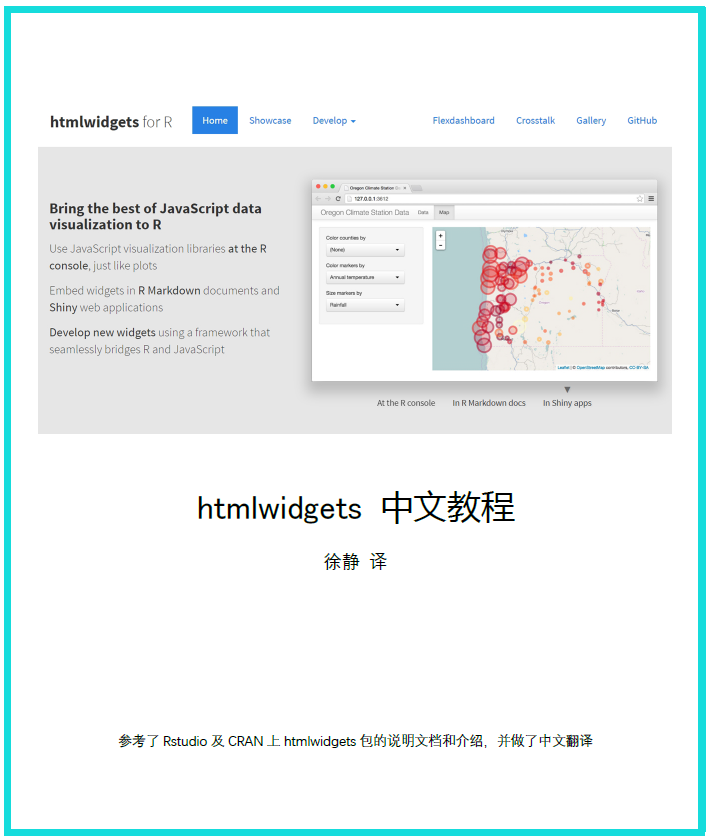 htmlwidgets for R Home Showcase Develop Flexdashboard Crosstalk Gallery GitHub
Bring the best of JavaScript data
visualization to R
Use JavaScript visualization libraries at the R
console, just like plots
Embed widgets in R Markdown documents and
Shiny web applications
Develop new widgets using a framework that
seamlessly bridges R and JavaScript
127.0.0.1:5612
Oregon Climate Station Data Data Map
Color counties by
(None)
Color markers by
Annual temperature
Size markers by
Rainfall
+
-
Leaflet | © OpenStreetMap contributors, CC-BY-SA
At the R console In R Markdown docs In Shiny apps
htmlwidgets 中文教程
徐静 译
参考了 Rstudio 及 CRAN 上 htmlwidgets 包的说明文档和介绍，并做了中文翻译